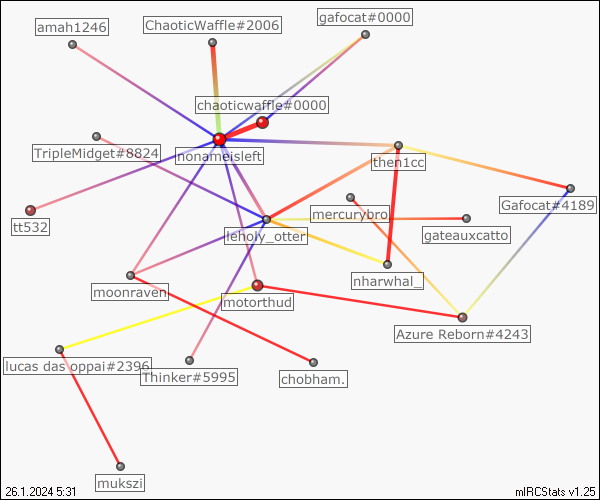 amah1246
ChaoticWaffle#2006
gafocat#0000
chaoticwaffle#0000
TripleMidget#8824
nonameisleft
then1cc
Gafocat#4189
mercurybro
tt532
leholy_otter
gateauxcatto
nharwhal_
moonraven
motorthud
Azure Reborn#4243
lucas das oppai#2396
Thinker#5995
chobham.
mukszi
26.1.2024 5:31
mIRCStats v1.25